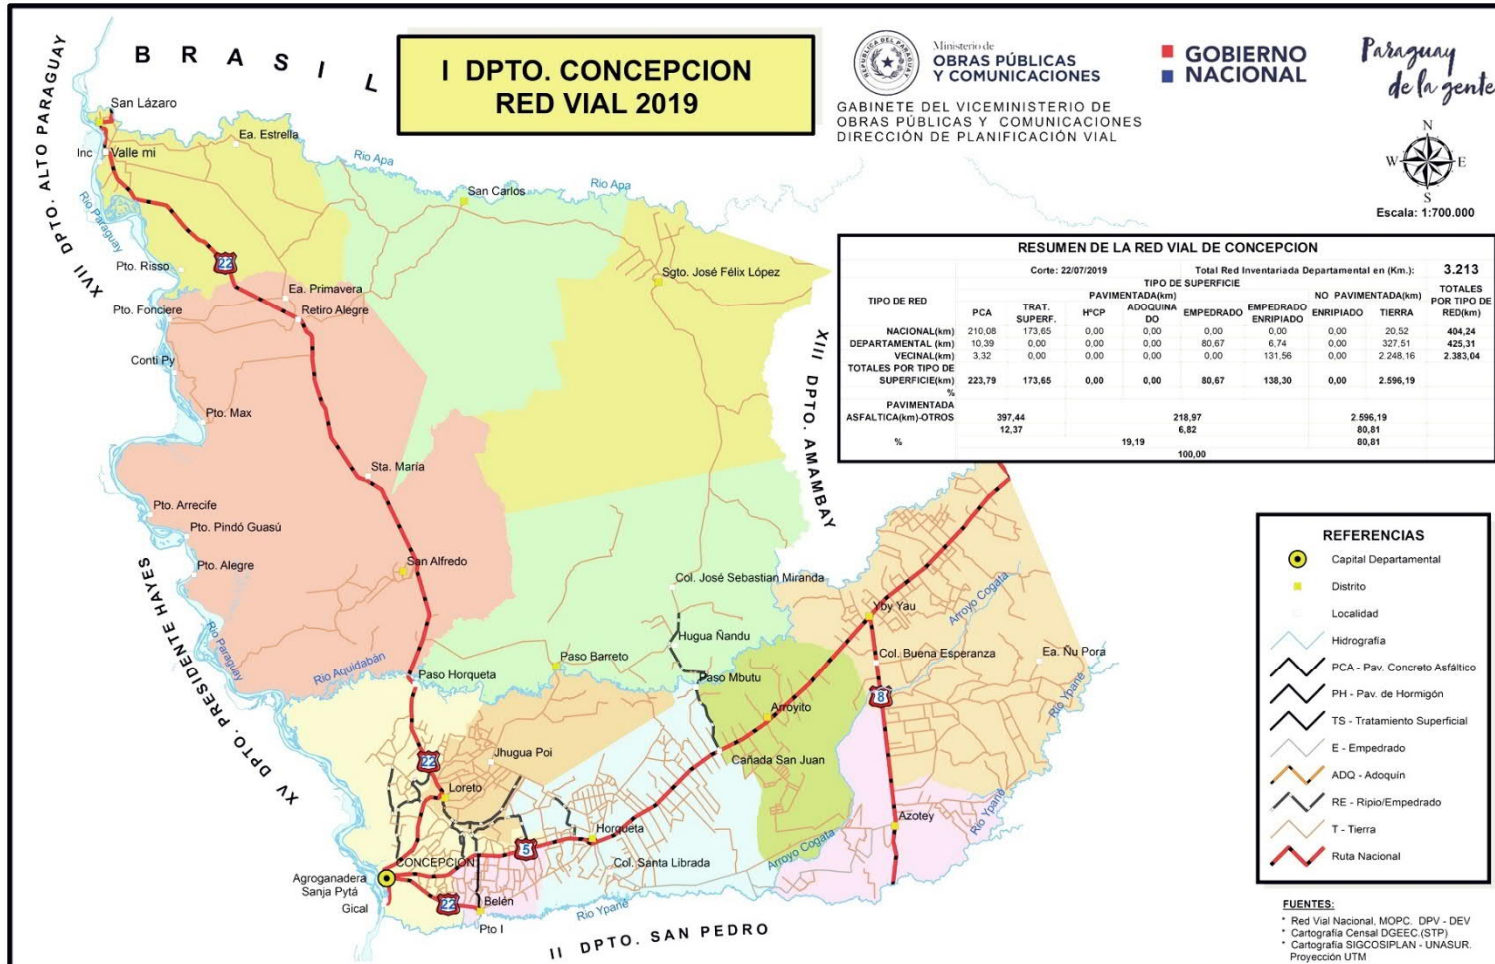 I DPTO. CONCEPCION
RED VIAL 2019
REPÚBLICA DEL PARAGUAY
Ministerio de
OBRAS PÚBLICAS
Y COMUNICACIONES
GOBIERNO
NACIONAL
Paraguay
de la gente
GABINETE DEL VICEMINISTERIO DE
OBRAS PÚBLICAS Y COMUNICACIONES
DIRECCIÓN DE PLANIFICACIÓN VIAL
N
W E
S
Escala: 1:700.000
BRASIL
XVII DPTO. ALTO PARAGUAY
San Lázaro
Ea. Estrella
Inc
Valle mi
Rio Apa
Rio Apa
San Carlos
Rio Paraguay
22
Pto. Risso
Sgto. José Félix López
Ea. Primavera
Pto. Fonciere
Retiro Alegre
Conti Py
Pto. Max
XIII DPTO. AMAMBAY
Sta. María
Pto. Arrecife
Pto. Pindó Guasú
Pto. Alegre
San Alfredo
Col. José Sebastian Miranda
XV DPTO. PRESIDENTE HAYES
Rio Paraguay
Yby Yau
Arroyo Cogata
Hugua Ñandu
Rio Aquidabán
Paso Barreto
Col. Buena Esperanza
Ea. Ñu Pora
Paso Horqueta
Paso Mbutu
8
Rio Ypané
Arroyito
22
Jhugua Poi
Cañada San Juan
Loreto
Azotey
Rio Ypané
Horqueta
5
CONCEPCIÓN
Col. Santa Librada
Arroyo Cogata
Agroganadera
Sanja Pytá
Gical
22
Belén
Rio Ypané
Pto I
II DPTO. SAN PEDRO
RESUMEN DE LA RED VIAL DE CONCEPCION
Corte: 22/07/2019 Total Red Inventariada Departamental en (Km.): 3.213
TIPO DE SUPERFICIE
TIPO DE RED PAVIMENTADA(km) NO PAVIMENTADA(km) TOTALES POR TIPO DE RED(km)
PCA TRAT. SUPERF. HºCP ADOQUINA DO EMPEDRADO EMPEDRADO ENRIPIADO ENRIPIADO TIERRA
NACIONAL(km) 210,08 173,65 0,00 0,00 0,00 0,00 0,00 20,52 404,24
DEPARTAMENTAL (km) 10,39 0,00 0,00 0,00 80,67 6,74 0,00 327,51 425,31
VECINAL(km) 3,32 0,00 0,00 0,00 0,00 131,56 0,00 2.248,16 2.383,04
TOTALES POR TIPO DE
SUPERFICIE(km) 223,79 173,65 0,00 0,00 80,67 138,30 0,00 2.596,19
%
PAVIMENTADA
ASFALTICA(km)-OTROS 397,44 218,97 2.596,19
12,37 6,82 80,81
% 19,19 80,81
100,00
REFERENCIAS
Capital Departamental
Distrito
Localidad
Hidrografía
PCA - Pav. Concreto Asfáltico
PH - Pav. de Hormigón
TS - Tratamiento Superficial
E - Empedrado
ADQ - Adoquín
RE - Ripio/Empedrado
T - Tierra
Ruta Nacional
FUENTES:
* Red Vial Nacional, MOPC. DPV - DEV
* Cartografía Censal DGEEC.(STP)
* Cartografía SIGCOSIPLAN - UNASUR.
Proyección UTM